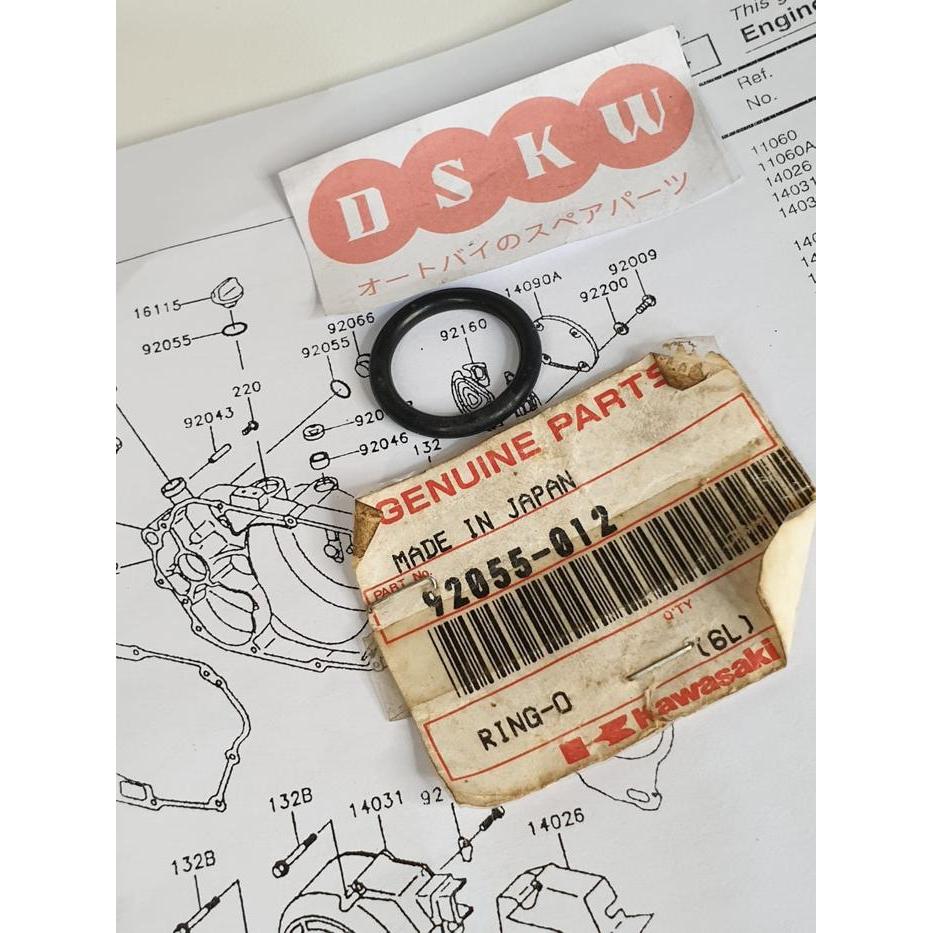 This
Engine
Ref.
No.
11060
11060A
14026
14031
DSKW
オートバイのスペアパーツ
16115
92055
92043
220
92066
92055
92046
132
92160
14090A
92200
92009
GENUINE PARTS
MADE IN JAPAN
PART No.
92055-012
Q'TY
RING-O
(6L)
Kawasaki
132B
14031
92
14026
132B